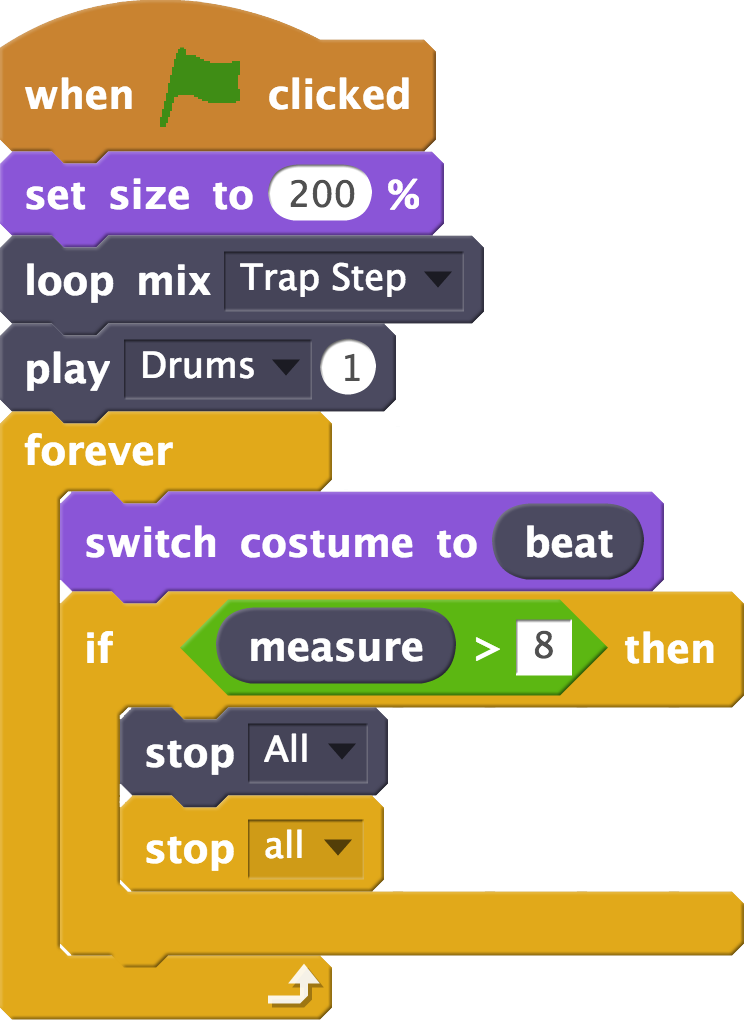 when clicked
set size to 200 %
loop mix Trap Step
play Drums 1
forever
switch costume to beat
if measure > 8 then
stop All
stop all